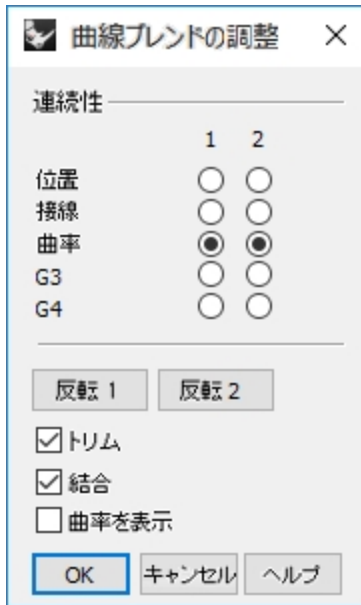 曲線ブレンドの調整
連続性
1 2
位置
接線
曲率
G3
G4
反転 1 反転 2
トリム
結合
曲率を表示
OK キャンセル ヘルプ